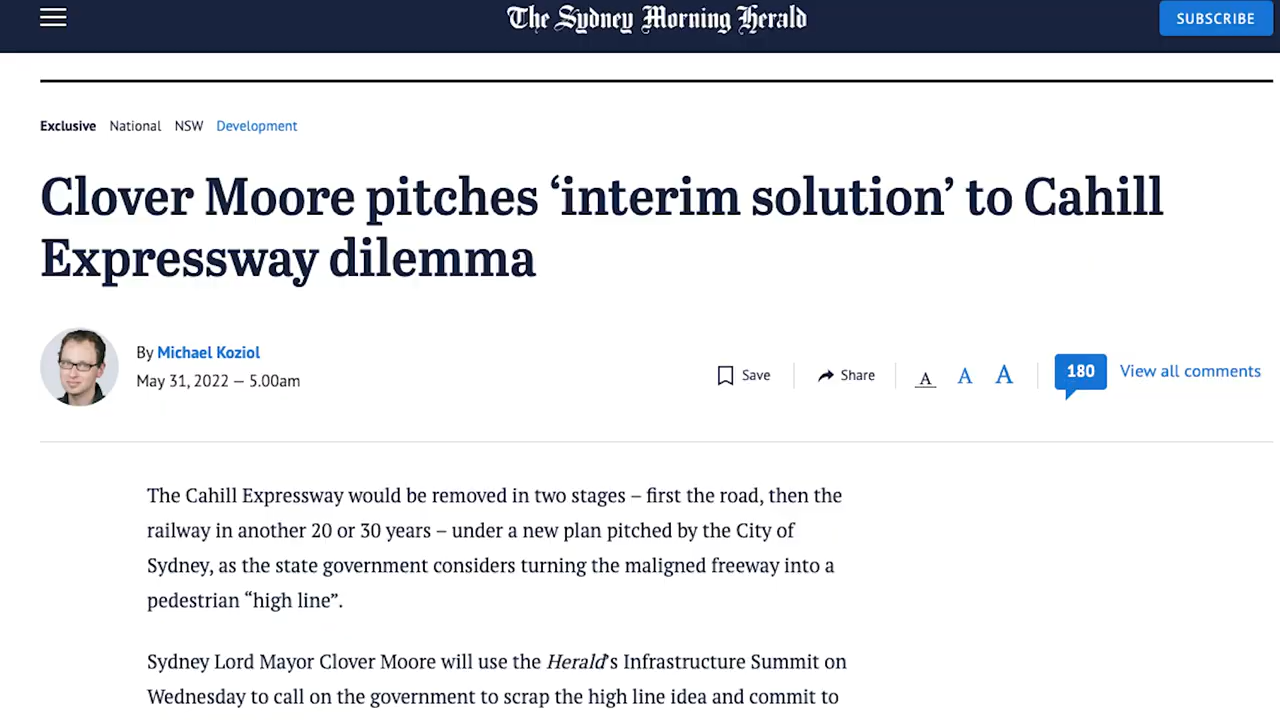 The Sydney Morning Herald
SUBSCRIBE
Exclusive National NSW Development
Clover Moore pitches ‘interim solution’ to Cahill
Expressway dilemma
By Michael Koziol
May 31, 2022 — 5.00am
Save
Share
A A A
180
View all comments
The Cahill Expressway would be removed in two stages – first the road, then the
railway in another 20 or 30 years – under a new plan pitched by the City of
Sydney, as the state government considers turning the maligned freeway into a
pedestrian “high line”.
Sydney Lord Mayor Clover Moore will use the Herald’s Infrastructure Summit on
Wednesday to call on the government to scrap the high line idea and commit to